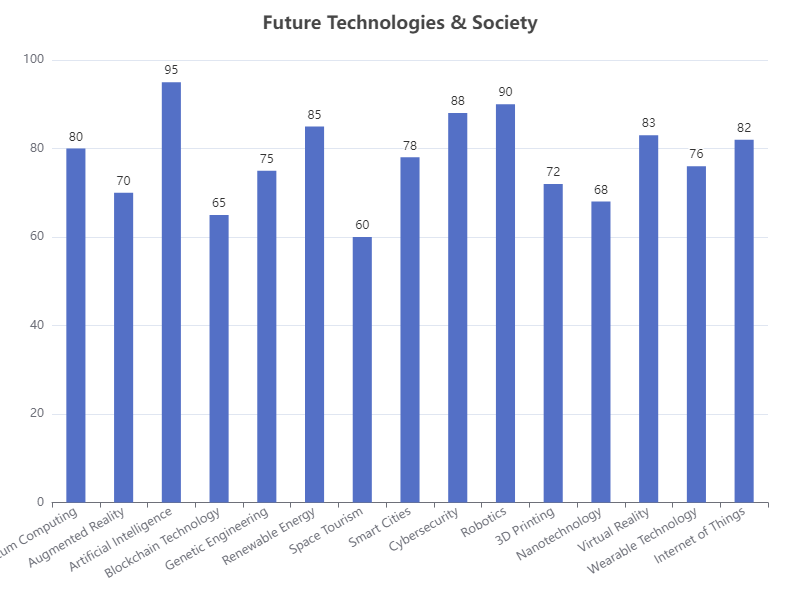 Future Technologies & Society
100
80
60
40
20
0
80
70
95
65
75
85
60
78
88
90
72
68
83
76
82
Computing
Augmented Reality
Artificial Intelligence
Blockchain Technology
Genetic Engineering
Renewable Energy
Space Tourism
Smart Cities
Cybersecurity
Robotics
3D Printing
Nanotechnology
Virtual Reality
Wearable Technology
Internet of Things